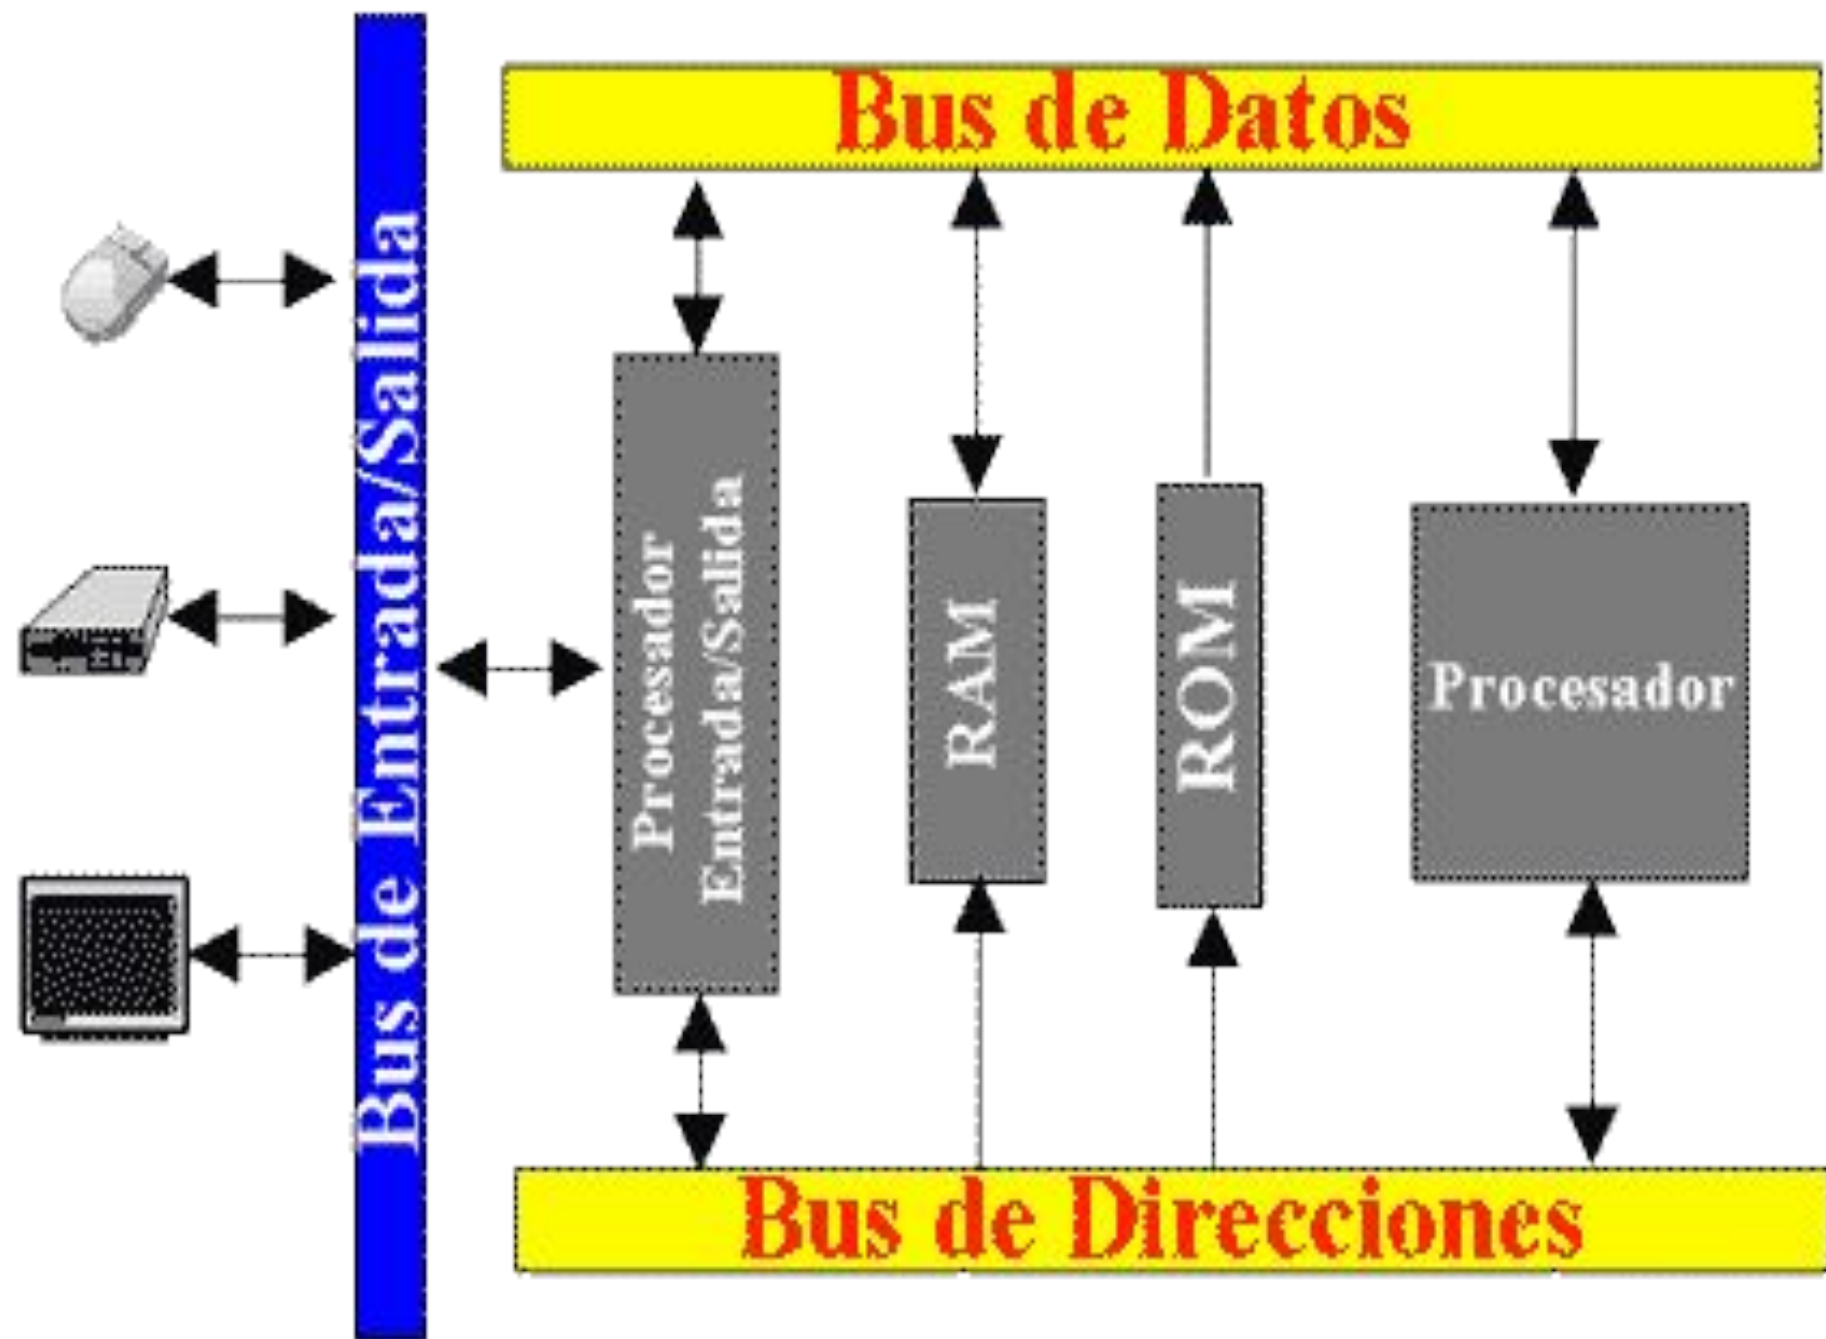 Bus de Datos
Bus de Entrada/Salida
Procesador
Entrada/Salida
RAM
ROM
Procesador
Bus de Direcciones